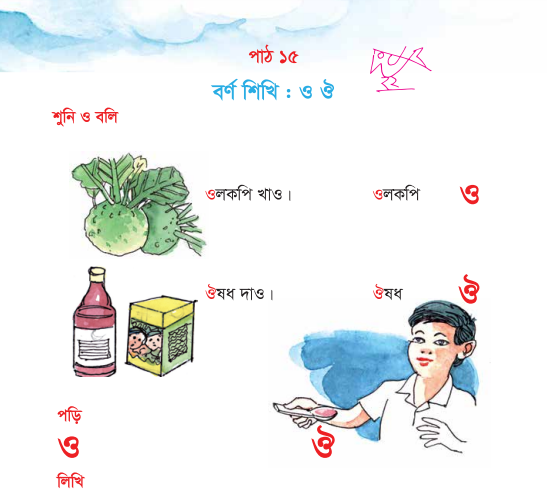 পাঠ ১৫
বর্ণ শিখি : ও ঔ
শুনি ও বলি
ওলকপি খাও। ওলকপি ও
ঔষধ দাও। ঔষধ ঔ
পড়ি
ও ঔ
লিখি